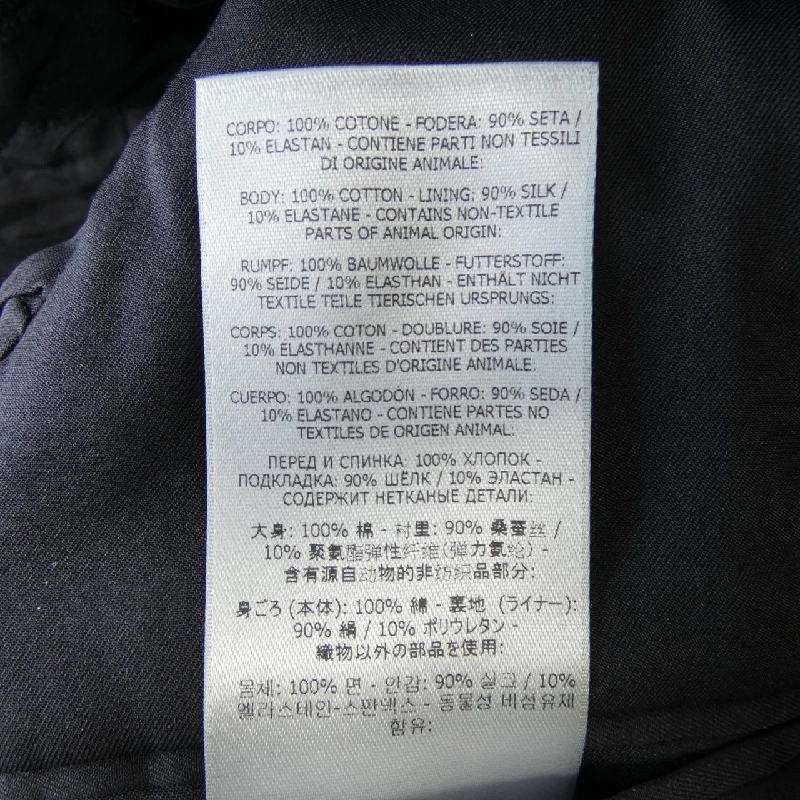 CORPO: 100% COTONE - FODERA: 90% SETA /
10% ELASTAN - CONTIENE PARTI NON TESSILI
DI ORIGINE ANIMALE:
BODY: 100% COTTON - LINING: 90% SILK /
10% ELASTANE - CONTAINS NON-TEXTILE
PARTS OF ANIMAL ORIGIN:
RUMPF: 100% BAUMWOLLE - FUTTERSTOFF:
90% SEIDE / 10% ELASTHAN - ENTHÄLT NICHT
TEXTILE TEILE TIERISCHEN URSPRUNGS:
CORPS: 100% COTON - DOUBLURE: 90% SOIE /
10% ELASTHANNE - CONTIENT DES PARTIES
NON TEXTILES D'ORIGINE ANIMALE:
CUERPO: 100% ALGODÓN - FORRO: 90% SEDA /
10% ELASTANO - CONTIENE PARTES NO
TEXTILES DE ORIGEN ANIMAL:
ПЕРЕД И СПИНКА: 100% ХЛОПОК -
ПОДКЛАДКА: 90% ШЁЛК / 10% ЭЛАСТАН -
СОДЕРЖИТ НЕТКАНЫЕ ДЕТАЛИ:
大身: 100% 棉 - 衬里: 90% 桑蚕丝 /
10% 聚氨酯弹性纤维(弹力氨纶) -
含有源自动物的非纺织品部分:
身ごろ (本体): 100% 綿 - 裏地 (ライナー):
90% 絹 / 10% ポリウレタン -
織物以外の部品を使用:
몸체: 100% 면 - 안감: 90% 실크 / 10%
엘라스테인-스판덱스 - 동물성 비섬유체
함유: